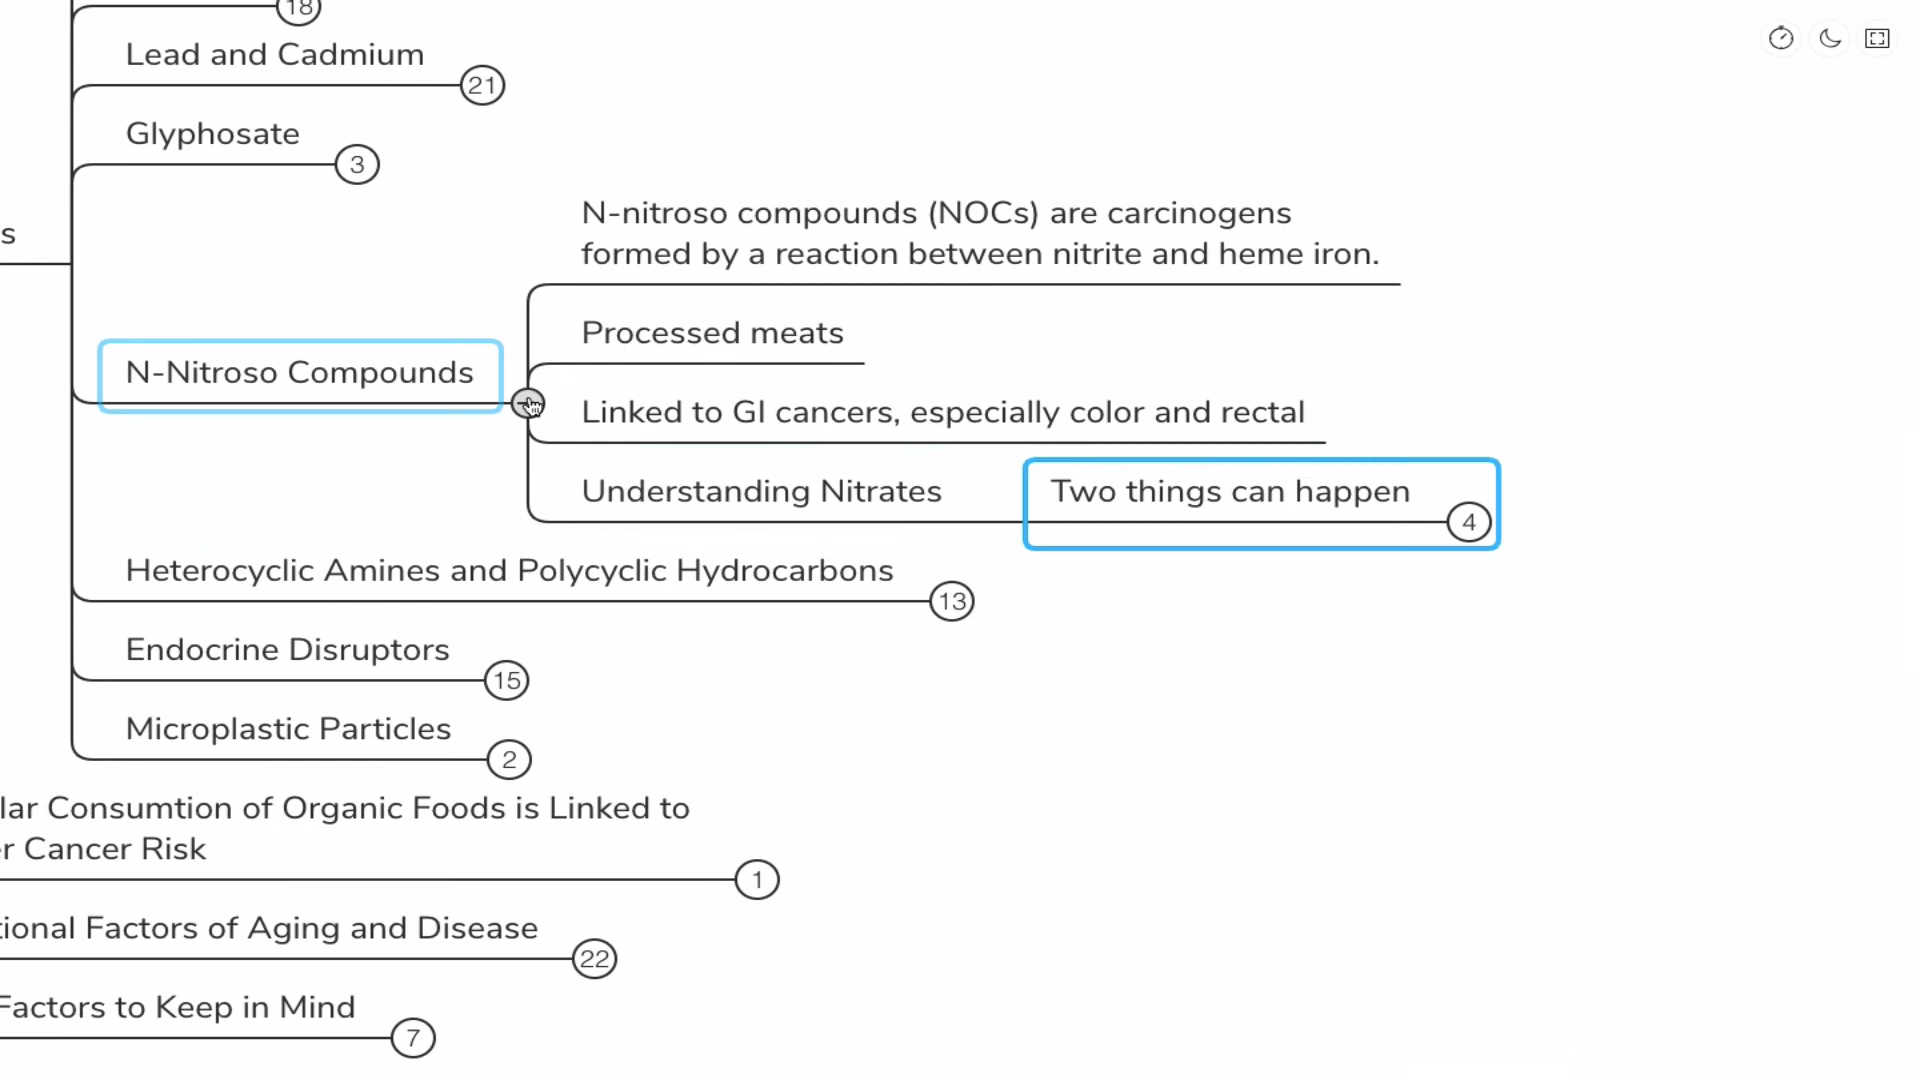 18
Lead and Cadmium
21
Glyphosate
3
s
N-nitroso compounds (NOCs) are carcinogens
formed by a reaction between nitrite and heme iron.
Processed meats
N-Nitroso Compounds
Linked to GI cancers, especially color and rectal
Understanding Nitrates
Two things can happen
4
Heterocyclic Amines and Polycyclic Hydrocarbons
13
Endocrine Disruptors
15
Microplastic Particles
2
lar Consumtion of Organic Foods is Linked to
er Cancer Risk
1
tional Factors of Aging and Disease
22
Factors to Keep in Mind
7